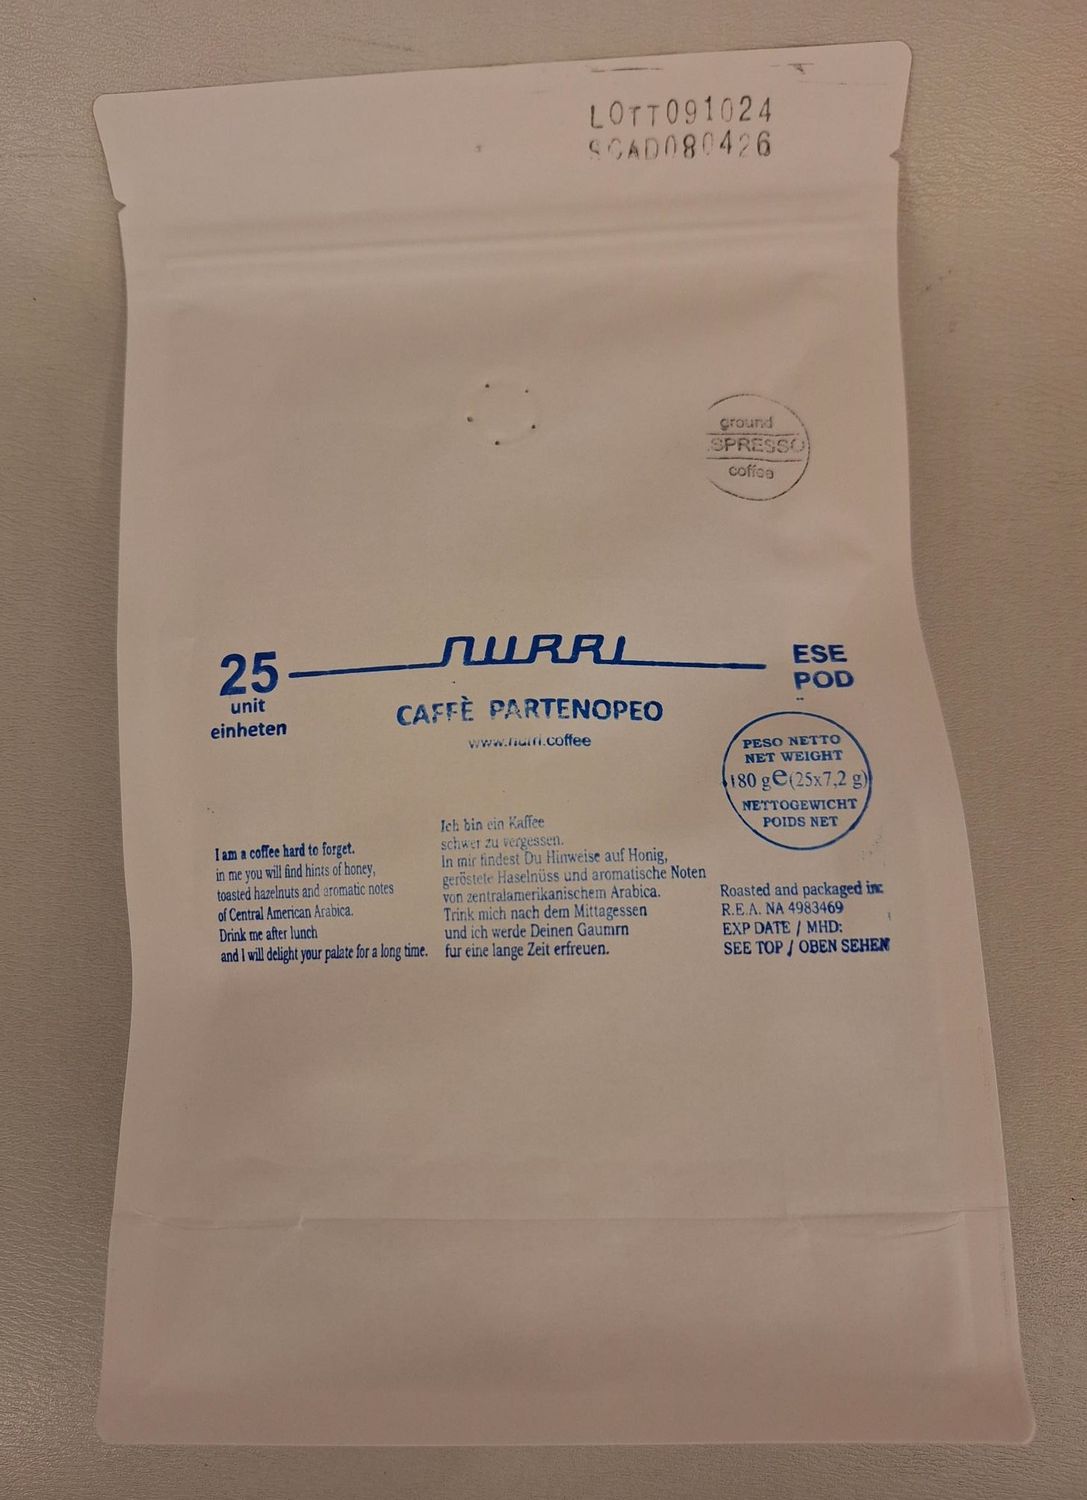 LOTT091024
SCAD080426
ground
ESPRESSO
coffee
NURRI
25
unit
einheten
ESE
POD
CAFFÈ PARTENOPEO
www.nurri.coffee
PESO NETTO
NET WEIGHT
180 g e (25x7,2 g)
NETTOGEWICHT
POIDS NET
I am a coffee hard to forget.
in me you will find hints of honey,
toasted hazelnuts and aromatic notes
of Central American Arabica.
Drink me after lunch
and I will delight your palate for a long time.
Ich bin ein Kaffee
schwer zu vergessen.
In mir findest Du Hinweise auf Honig,
geröstete Haselnüss und aromatische Noten
von zentralamerikanischem Arabica.
Trink mich nach dem Mittagessen
und ich werde Deinen Gaumrn
fur eine lange Zeit erfreuen.
Roasted and packaged in:
R.E.A. NA 4983469
EXP DATE / MHD:
SEE TOP / OBEN SEHEN